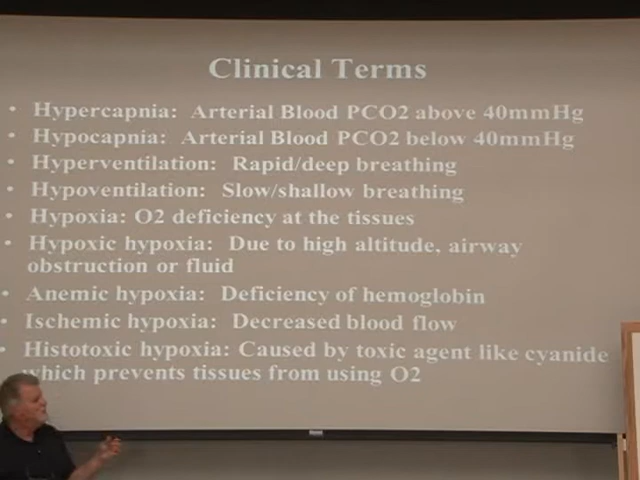 Clinical Terms
• Hypercapnia: Arterial Blood PCO2 above 40mmHg
• Hypocapnia: Arterial Blood PCO2 below 40mmHg
• Hyperventilation: Rapid/deep breathing
• Hypoventilation: Slow/shallow breathing
• Hypoxia: O2 deficiency at the tissues
• Hypoxic hypoxia: Due to high altitude, airway
obstruction or fluid
• Anemic hypoxia: Deficiency of hemoglobin
• Ischemic hypoxia: Decreased blood flow
• Histotoxic hypoxia: Caused by toxic agent like cyanide
which prevents tissues from using O2